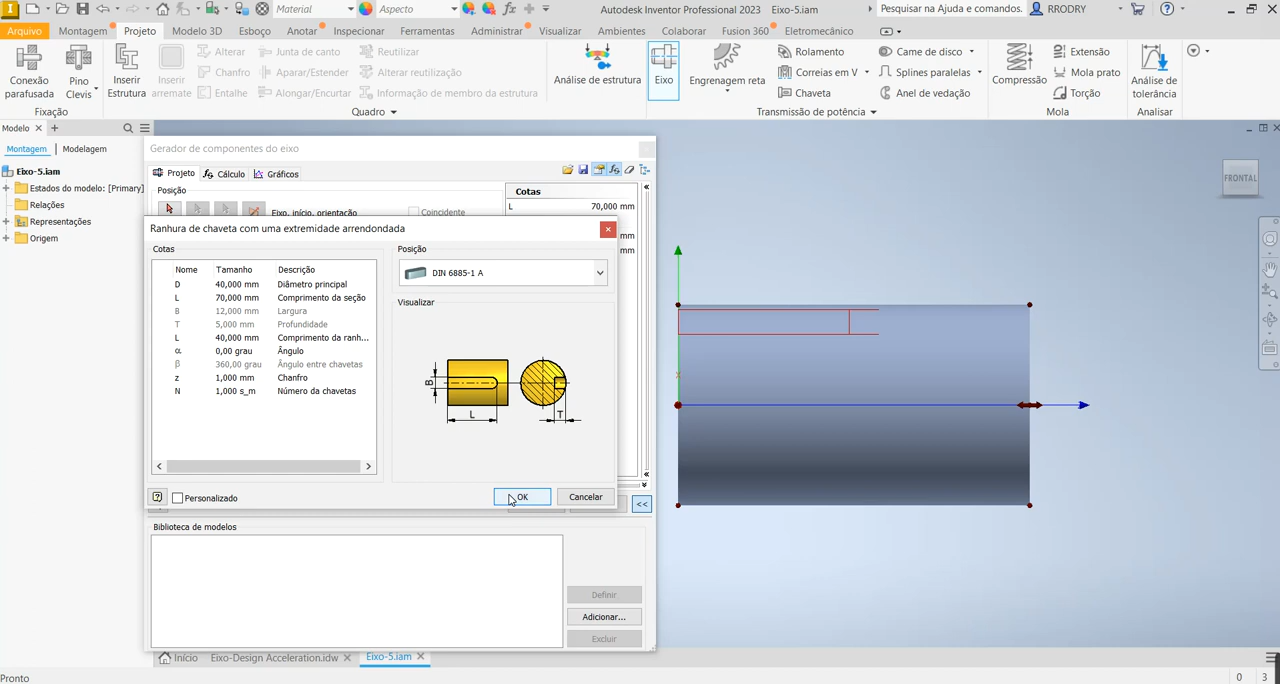 Material
Aspecto
Autodesk Inventor Professional 2023 Eixo-5.iam
Pesquisar na Ajuda e comandos.
RRODRY
Arquivo
Montagem
Projeto
Modelo 3D
Esboço
Anotar
Inspecionar
Ferramentas
Administrar
Visualizar
Ambientes
Colaborar
Fusion 360
Eletromecânico
Conexão parafusada
Pino Clevis
Inserir Estrutura
Inserir arremate
Alterar
Chanfro
Entalhe
Junta de canto
Aparar/Estender
Alongar/Encurtar
Reutilizar
Alterar reutilização
Informação de membro da estrutura
Análise de estrutura
Eixo
Engrenagem reta
Rolamento
Correias em V
Chaveta
Came de disco
Splines paralelas
Anel de vedação
Compressão
Extensão
Mola prato
Torção
Análise de tolerância
Fixação
Quadro
Transmissão de potência
Mola
Analisar
Modelo
Montagem
Modelagem
Eixo-5.iam
Estados do modelo: [Primary]
Relações
Representações
Origem
Gerador de componentes do eixo
Projeto
Cálculo
Gráficos
Posição
Eixo, início, orientação
Coincidente
Cotas
L 70,000 mm
mm
mm
Ranhura de chaveta com uma extremidade arrendondada
Cotas
Nome Tamanho Descrição
D 40,000 mm Diâmetro principal
L 70,000 mm Comprimento da seção
B 12,000 mm Largura
T 5,000 mm Profundidade
L 40,000 mm Comprimento da ranh...
α 0,00 grau Ângulo
β 360,00 grau Ângulo entre chavetas
z 1,000 mm Chanfro
N 1,000 s_m Número da chavetas
Posição
DIN 6885-1 A
Visualizar
B
L
T
Personalizado
OK
Cancelar
<<
Biblioteca de modelos
Definir
Adicionar...
Excluir
FRONTAL
Início
Eixo-Design Acceleration.idw
Eixo-5.iam
Pronto
0 3